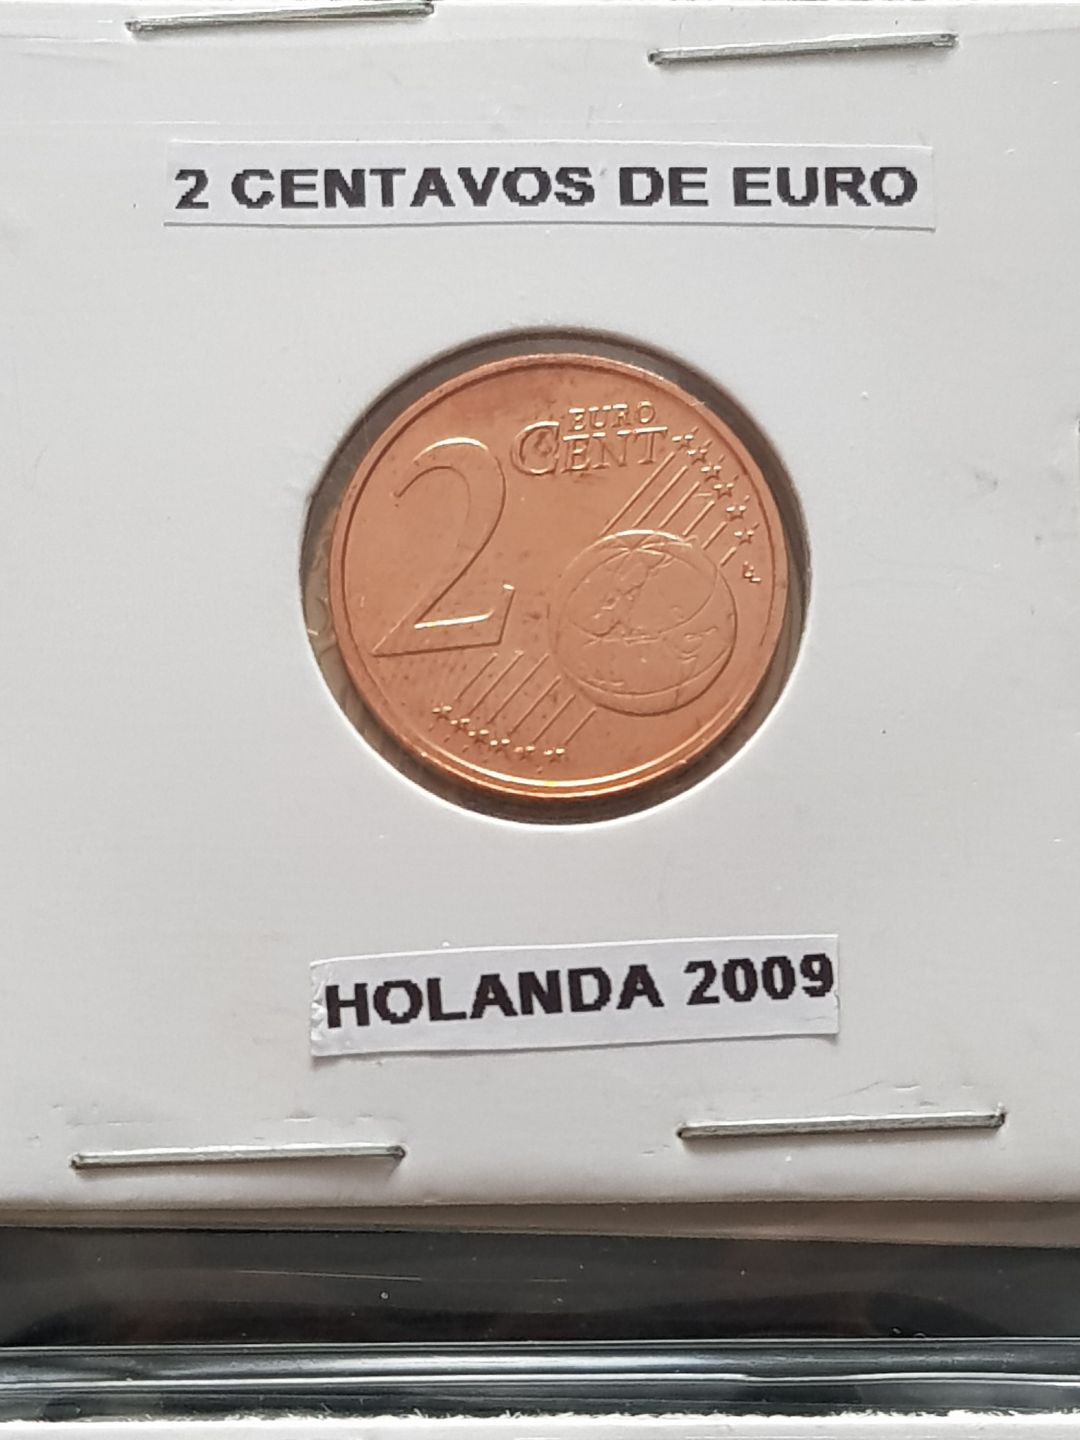 2 CENTAVOS DE EURO
2
EURO
CENT
HOLANDA 2009